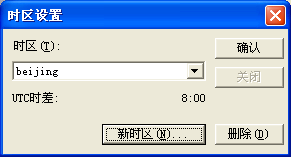 时区设置
时区(T):
确认
beijing
关闭
UTC时差: 8:00
新时区(N)... 删除(D)